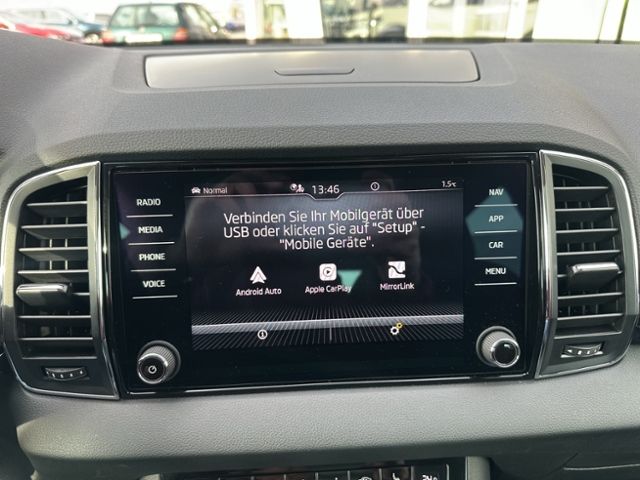 RADIO
MEDIA
PHONE
VOICE
Normal
13:46
1.5°C
Verbinden Sie Ihr Mobilgerät über
USB oder klicken Sie auf "Setup" -
"Mobile Geräte".
Android Auto
Apple CarPlay
MirrorLink
NAV
APP
CAR
MENU